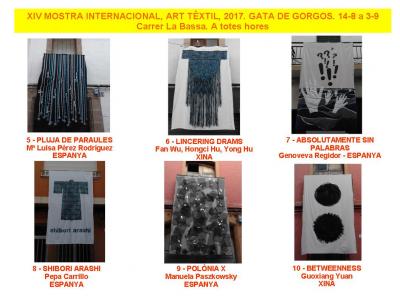 XIV MOSTRA INTERNACIONAL, ART TÈXTIL, 2017. GATA DE GORGOS. 14-8 a 3-9
Carrer La Bassa. A totes hores
5 - PLUJA DE PARAULES
Mª Luisa Pérez Rodríguez
ESPANYA
6 - LINCERING DRAMS
Fan Wu, Hongci Hu, Yong Hu
XINA
7 - ABSOLUTAMENTE SIN
PALABRAS
Genoveva Regidor - ESPANYA
shibori arashi
8 - SHIBORI ARASHI
Pepa Carrillo
ESPANYA
9 - POLÓNIA X
Manuela Paszkowsky
ESPANYA
10 - BETWEENNESS
Guoxiang Yuan
XINA